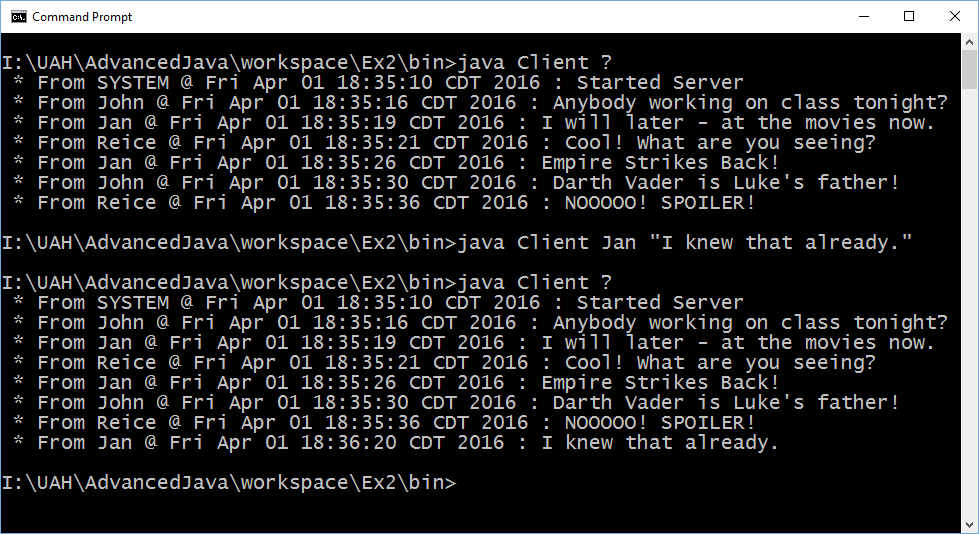 Command Prompt
I:\UAH\AdvancedJava\workspace\Ex2\bin>java Client ?
* From SYSTEM @ Fri Apr 01 18:35:10 CDT 2016 : Started Server
* From John @ Fri Apr 01 18:35:16 CDT 2016 : Anybody working on class tonight?
* From Jan @ Fri Apr 01 18:35:19 CDT 2016 : I will later - at the movies now.
* From Reice @ Fri Apr 01 18:35:21 CDT 2016 : Cool! What are you seeing?
* From Jan @ Fri Apr 01 18:35:26 CDT 2016 : Empire Strikes Back!
* From John @ Fri Apr 01 18:35:30 CDT 2016 : Darth Vader is Luke's father!
* From Reice @ Fri Apr 01 18:35:36 CDT 2016 : NOOOOO! SPOILER!
I:\UAH\AdvancedJava\workspace\Ex2\bin>java Client Jan "I knew that already."
I:\UAH\AdvancedJava\workspace\Ex2\bin>java Client ?
* From SYSTEM @ Fri Apr 01 18:35:10 CDT 2016 : Started Server
* From John @ Fri Apr 01 18:35:16 CDT 2016 : Anybody working on class tonight?
* From Jan @ Fri Apr 01 18:35:19 CDT 2016 : I will later - at the movies now.
* From Reice @ Fri Apr 01 18:35:21 CDT 2016 : Cool! What are you seeing?
* From Jan @ Fri Apr 01 18:35:26 CDT 2016 : Empire Strikes Back!
* From John @ Fri Apr 01 18:35:30 CDT 2016 : Darth Vader is Luke's father!
* From Reice @ Fri Apr 01 18:35:36 CDT 2016 : NOOOOO! SPOILER!
* From Jan @ Fri Apr 01 18:36:20 CDT 2016 : I knew that already.
I:\UAH\AdvancedJava\workspace\Ex2\bin>